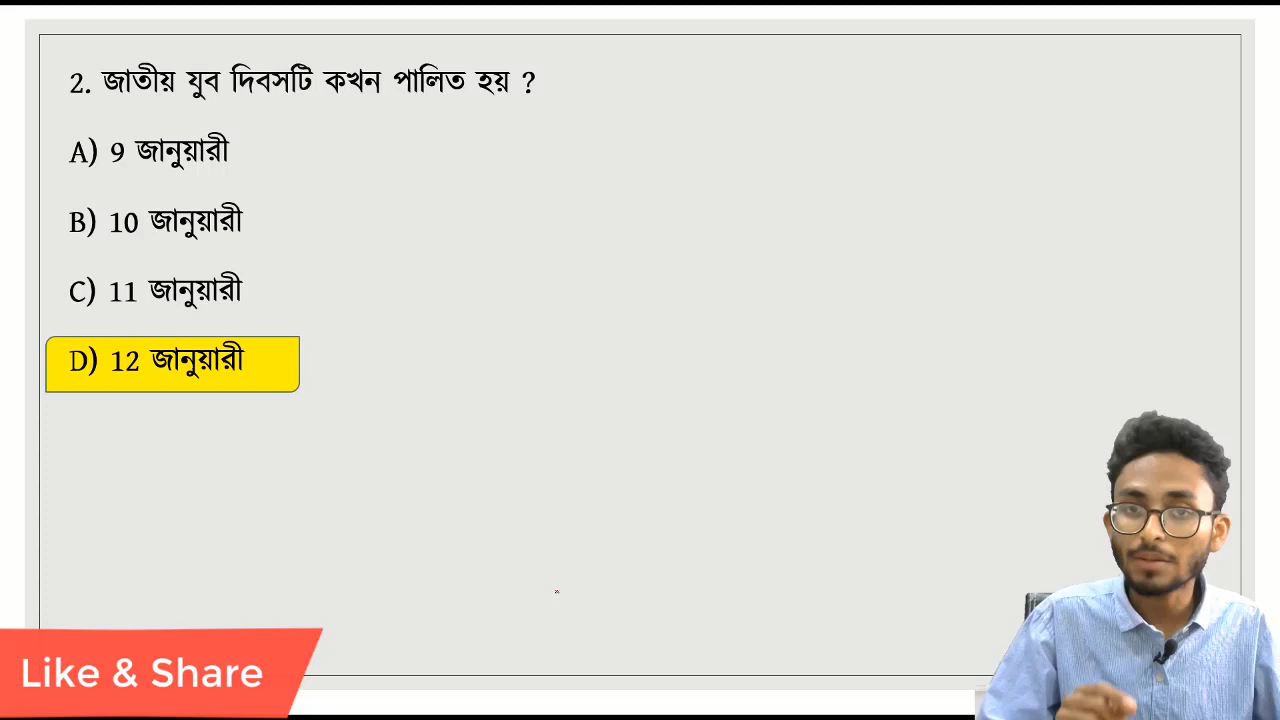 2. জাতীয় যুব দিবসটি কখন পালিত হয় ?
A) 9 জানুয়ারী
B) 10 জানুয়ারী
C) 11 জানুয়ারী
D) 12 জানুয়ারী
Like & Share